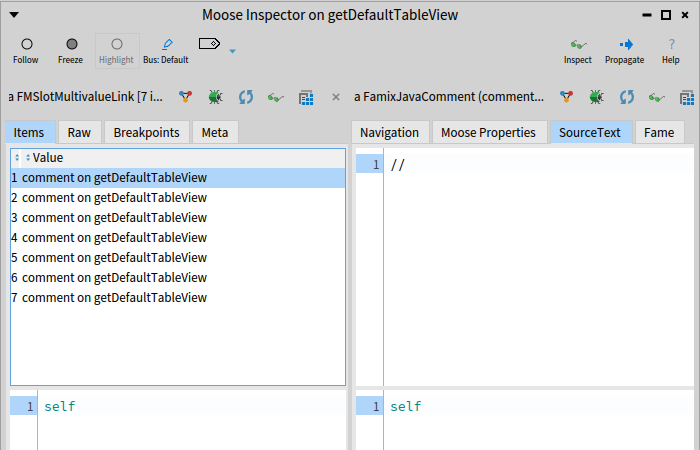 Moose Inspector on getDefaultTableView
Follow Freeze Highlight Bus: Default Inspect Propagate Help
?
a FMSlotMultivalueLink [7 i... a FamixJavaComment (comment...
Items Raw Breakpoints Meta Navigation Moose Properties SourceText Fame
Value
1 comment on getDefaultTableView
2 comment on getDefaultTableView
3 comment on getDefaultTableView
4 comment on getDefaultTableView
5 comment on getDefaultTableView
6 comment on getDefaultTableView
7 comment on getDefaultTableView
1 //
1 self
1 self